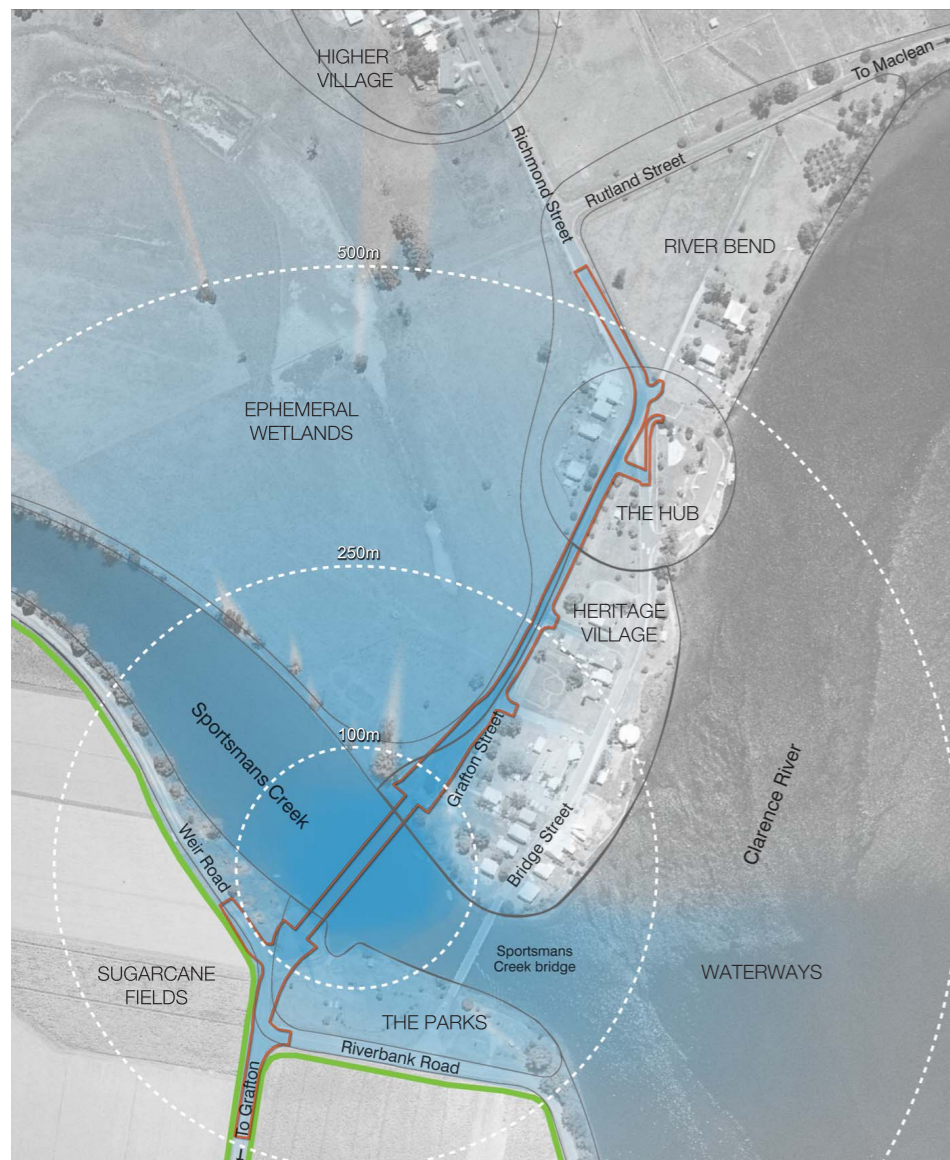 HIGHER
VILLAGE
To Maclean →
Richmond Street
Rutland Street
RIVER BEND
500m
EPHEMERAL
WETLANDS
THE HUB
250m
HERITAGE
VILLAGE
Sportsmans Creek
100m
Grafton Street
Bridge Street
Clarence River
Weir Road
Sportsmans
Creek bridge
SUGARCANE
FIELDS
WATERWAYS
THE PARKS
Riverbank Road
← To Grafton